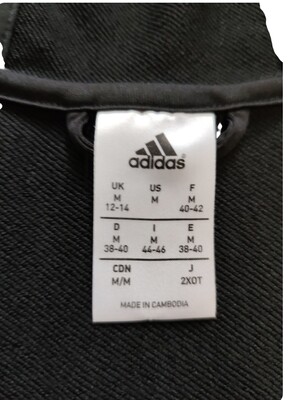 adidas
UK US F
M M M
12-14 40-42
D I E
M M M
38-40 44-46 38-40
CDN J
M/M 2XOT
MADE IN CAMBODIA